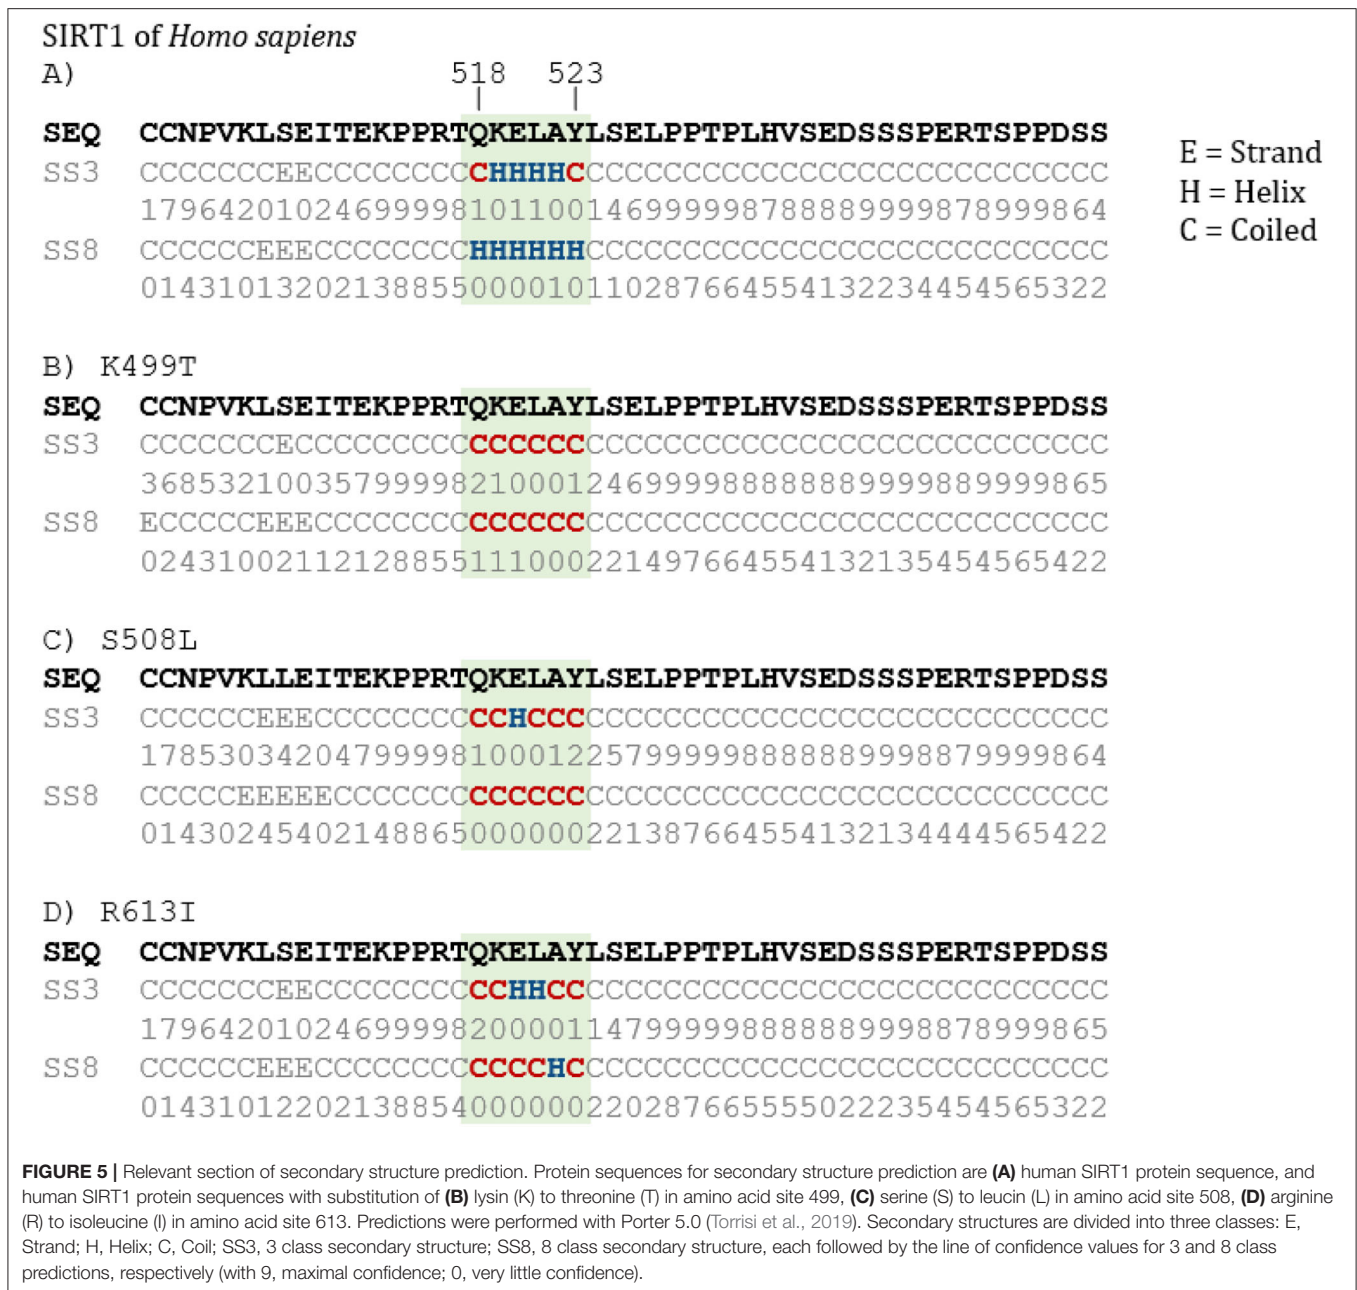 SIRT1 of Homo sapiens
A)
518 523
SEQ CCNPVKLSEITEKPPRTQKELAYLSELPPTPLHVSEDSSSPERTSPPDSS
SS3 CCCCCCCEECCCCCCCCCHHHHCCCCCCCCCCCCCCCCCCCCCCCCCCCC
17964201024699998101100146999998788889999878999864
SS8 CCCCCCEEECCCCCCCCHHHHHHCCCCCCCCCCCCCCCCCCCCCCCCCCC
01431013202138855000010110287664554132234454565322
E = Strand
H = Helix
C = Coiled
B) K499T
SEQ CCNPVKLSEITEKPPRTQKELAYLSELPPTPLHVSEDSSSPERTSPPDSS
SS3 CCCCCCCECCCCCCCCCCCCCCCCCCCCCCCCCCCCCCCCCCCCCCCCCC
36853210035799998210001246999988888889999889999865
SS8 ECCCCCEEECCCCCCCCCCCCCCCCCCCCCCCCCCCCCCCCCCCCCCCCC
02431002112128855111000221497664554132135454565422
C) S508L
SEQ CCNPVKLLEITEKPPRTQKELAYLSELPPTPLHVSEDSSSPERTSPPDSS
SS3 CCCCCCEEECCCCCCCCCCHCCCCCCCCCCCCCCCCCCCCCCCCCCCCCC
17853034204799998100012257999998888889998879999864
SS8 CCCCCEEEEECCCCCCCCCCCCCCCCCCCCCCCCCCCCCCCCCCCCCCCC
01430245402148865000000221387664554132134444565422
D) R613I
SEQ CCNPVKLSEITEKPPRTQKELAYLSELPPTPLHVSEDSSSPERTSPPDSS
SS3 CCCCCCCEECCCCCCCCCCHHCCCCCCCCCCCCCCCCCCCCCCCCCCCCC
1796420102469999820001147999998888889998878999865
SS8 CCCCCCEEECCCCCCCCCCCCHCCCCCCCCCCCCCCCCCCCCCCCCCCCC
01431012202138854000000220287665555022235454565322
FIGURE 5 | Relevant section of secondary structure prediction. Protein sequences for secondary structure prediction are (A) human SIRT1 protein sequence, and
human SIRT1 protein sequences with substitution of (B) lysin (K) to threonine (T) in amino acid site 499, (C) serine (S) to leucin (L) in amino acid site 508, (D) arginine
(R) to isoleucine (I) in amino acid site 613. Predictions were performed with Porter 5.0 (Torrisi et al., 2019). Secondary structures are divided into three classes: E,
Strand; H, Helix; C, Coil; SS3, 3 class secondary structure; SS8, 8 class secondary structure, each followed by the line of confidence values for 3 and 8 class
predictions, respectively (with 9, maximal confidence; 0, very little confidence).